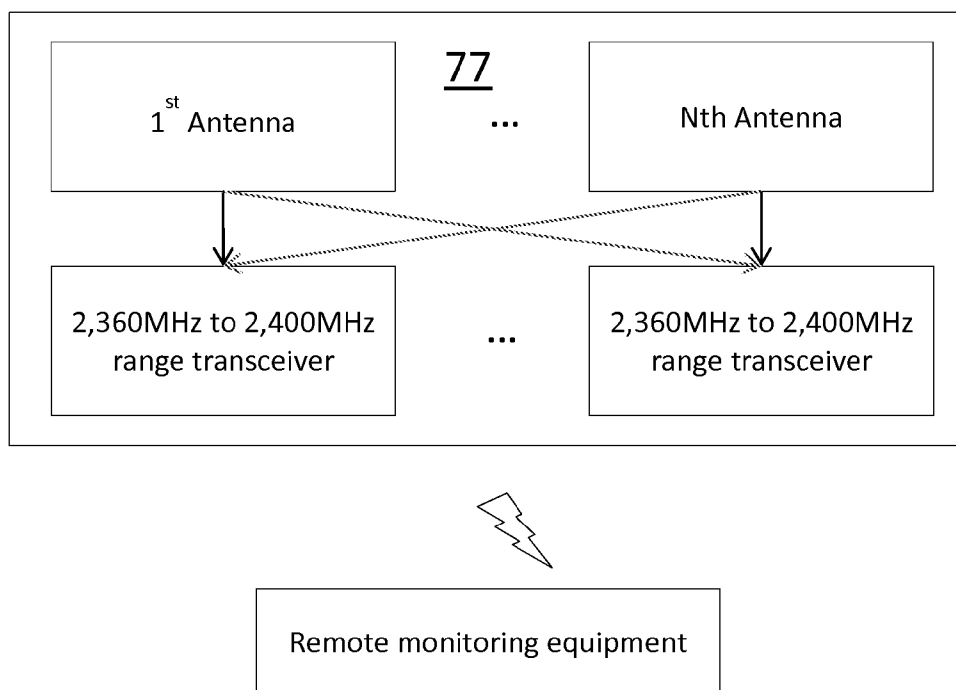 77
1st Antenna
...
Nth Antenna
2,360MHz to 2,400MHz
range transceiver
...
2,360MHz to 2,400MHz
range transceiver
Remote monitoring equipment